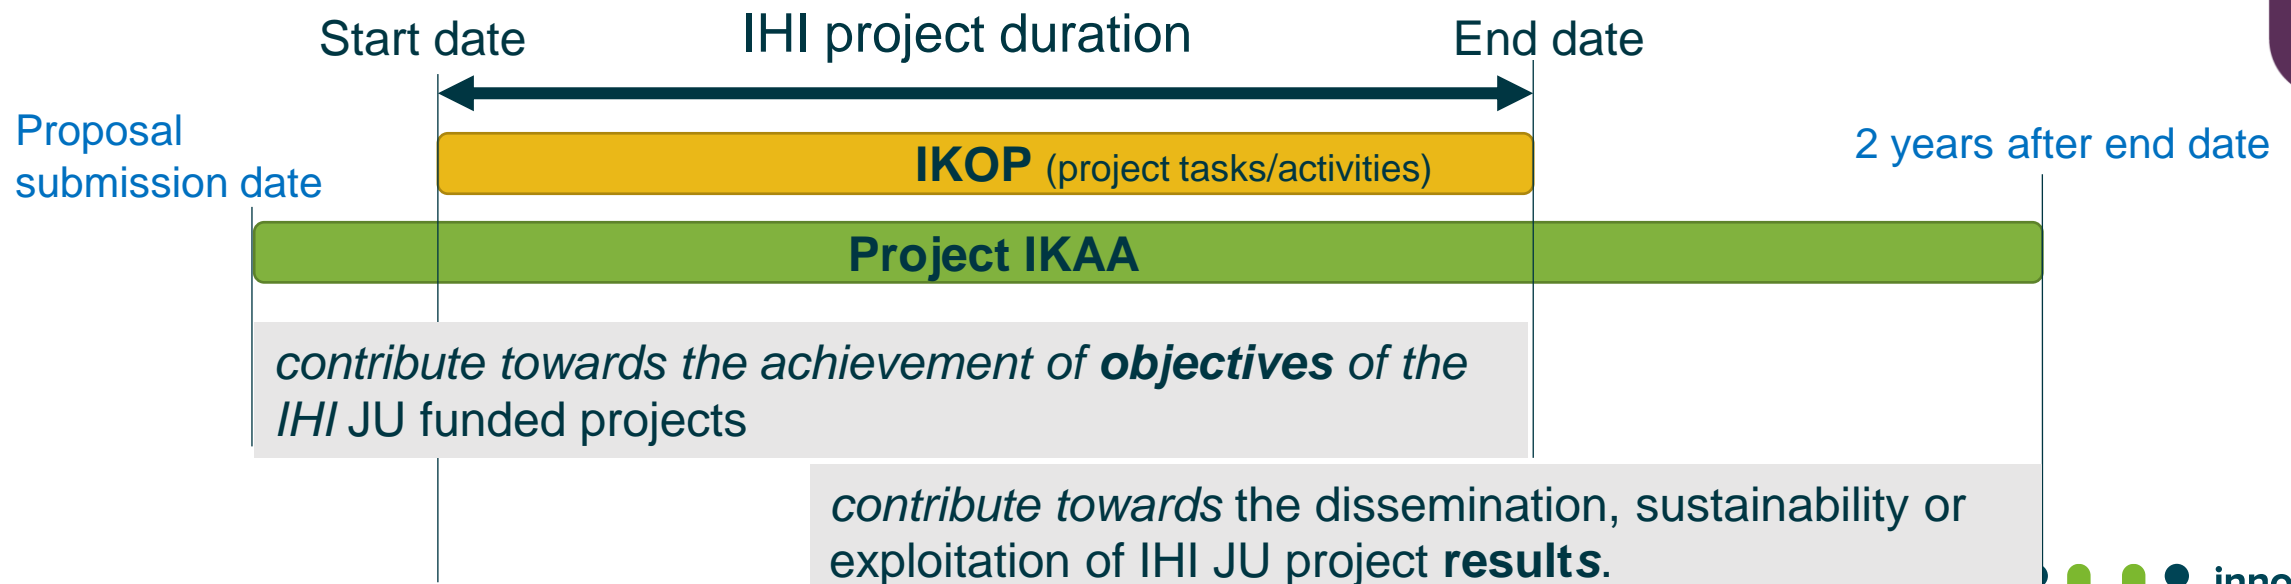 Start date
IHI project duration
End date
Proposal
submission date
2 years after end date
IKOP (project tasks/activities)
Project IKAA
contribute towards the achievement of objectives of the
IHI JU funded projects
contribute towards the dissemination, sustainability or
exploitation of IHI JU project results.